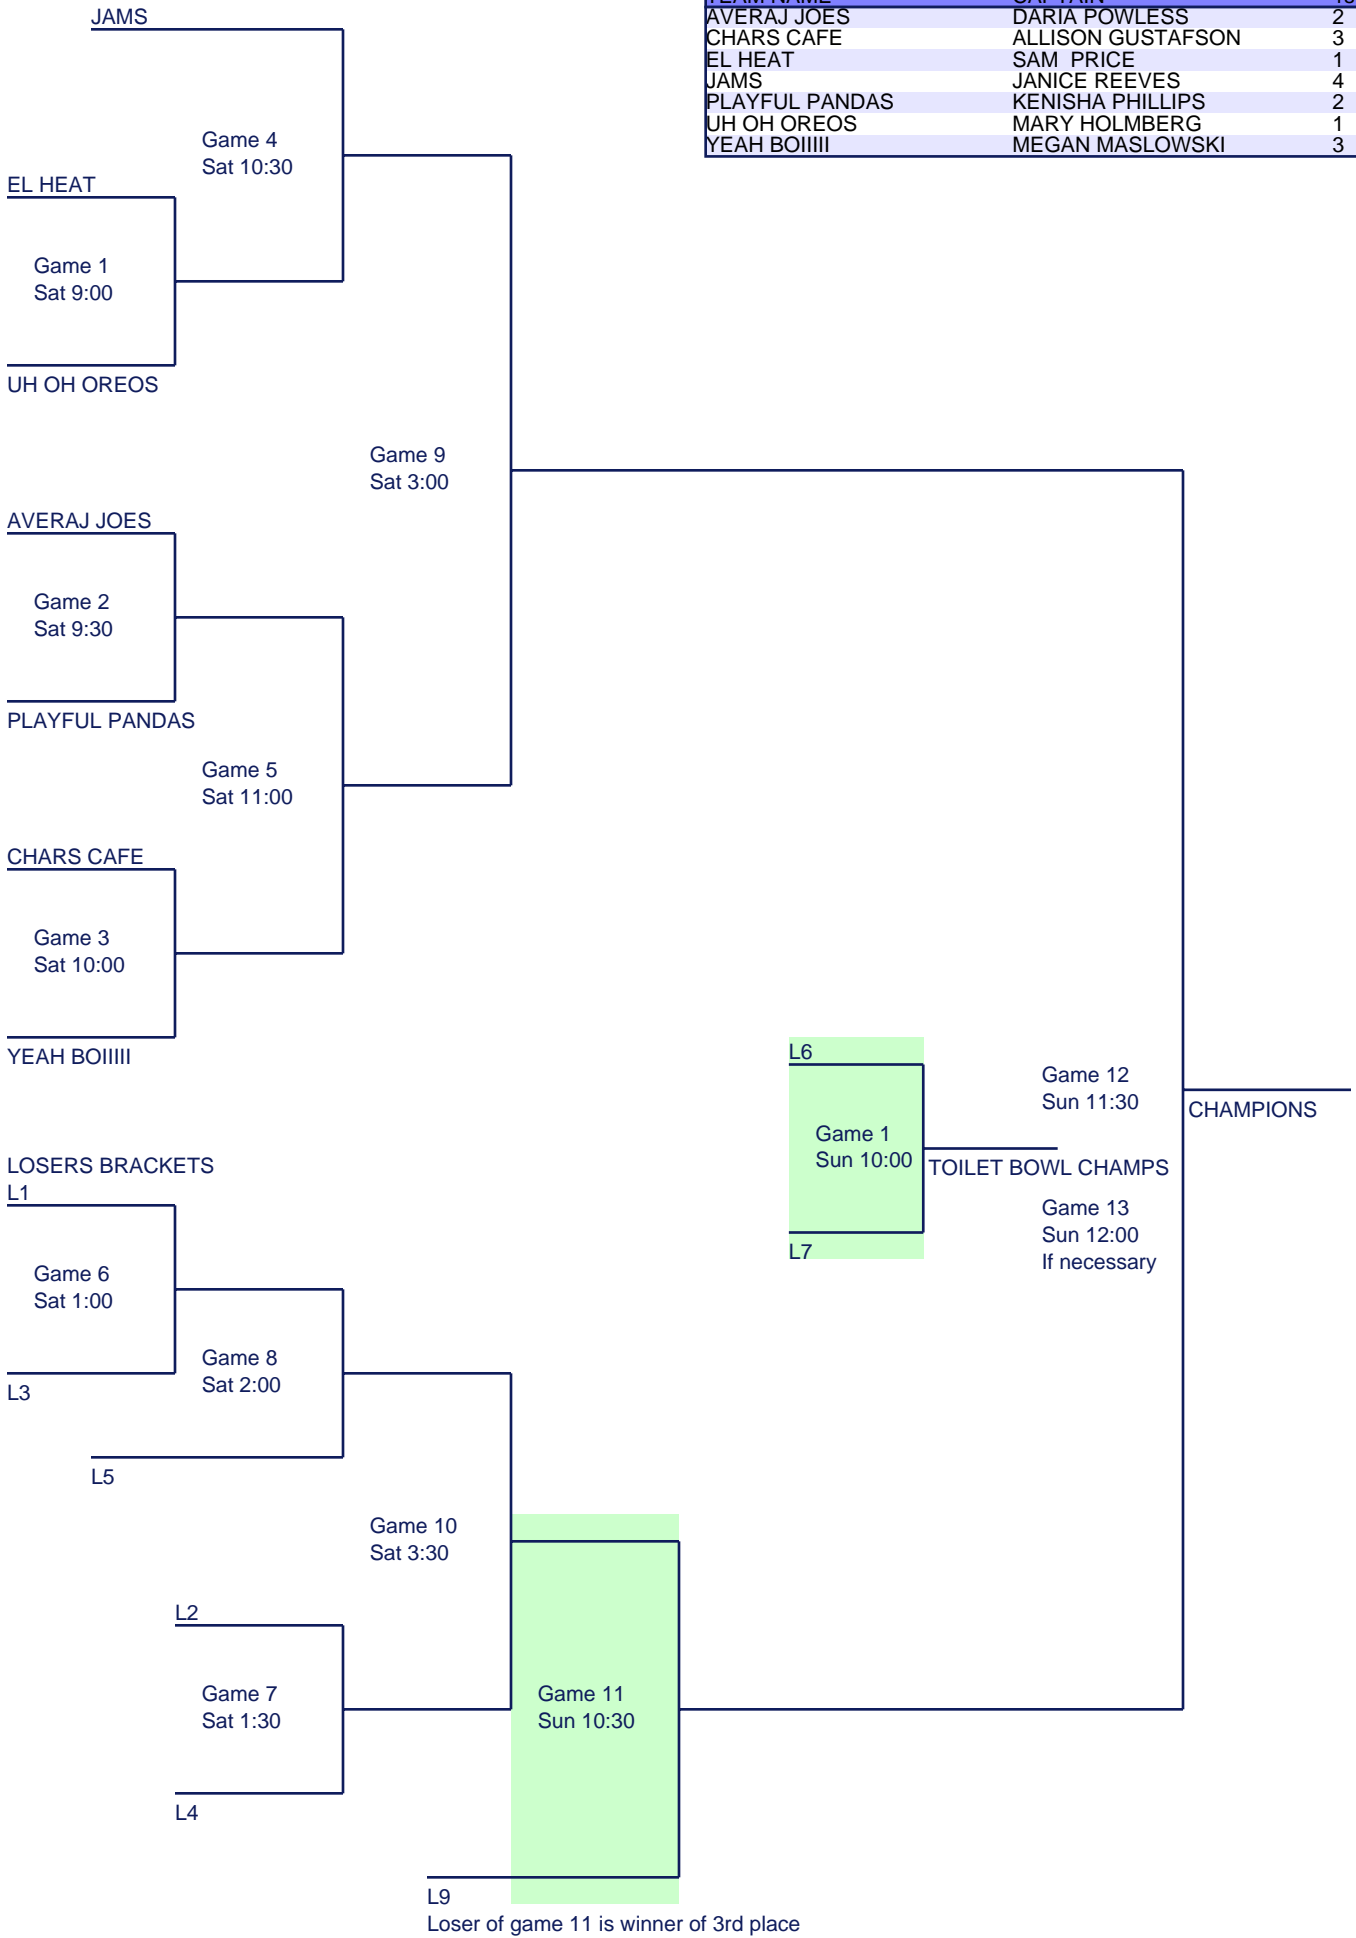 JAMS
TEAM NAME CAPTAIN
AVERAJ JOES DARIA POWLESS 2
CHARS CAFE ALLISON GUSTAFSON 3
EL HEAT SAM PRICE 1
JAMS JANICE REEVES 4
PLAYFUL PANDAS KENISHA PHILLIPS 2
UH OH OREOS MARY HOLMBERG 1
YEAH BOIIIII MEGAN MASLOWSKI 3
Game 4
Sat 10:30
EL HEAT
Game 1
Sat 9:00
UH OH OREOS
Game 9
Sat 3:00
AVERAJ JOES
Game 2
Sat 9:30
PLAYFUL PANDAS
Game 5
Sat 11:00
CHARS CAFE
Game 3
Sat 10:00
YEAH BOIIIII
L6
Game 12
Sun 11:30
CHAMPIONS
Game 1
Sun 10:00
TOILET BOWL CHAMPS
Game 13
Sun 12:00
If necessary
L7
LOSERS BRACKETS
L1
Game 6
Sat 1:00
L3
Game 8
Sat 2:00
L5
Game 10
Sat 3:30
L2
Game 7
Sat 1:30
L4
Game 11
Sun 10:30
L9
Loser of game 11 is winner of 3rd place